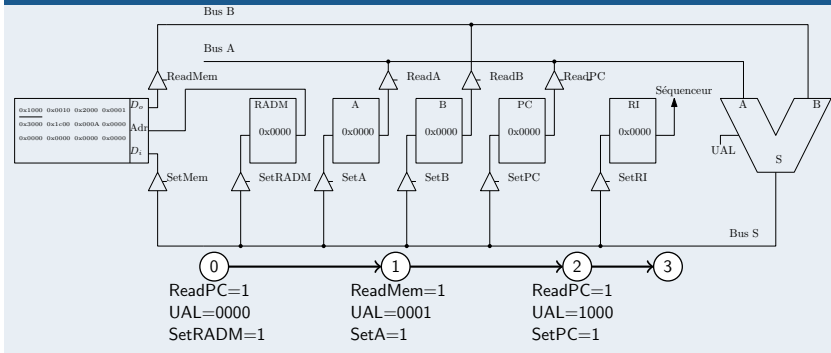 Bus B
Bus A
ReadMem
ReadA
ReadB
ReadPC
Séquenceur
0x1000 0x0010 0x2000 0x0001
0x3000 0x1c00 0x000A 0x0000
0x0000 0x0000 0x0000 0x0000
Do
Adr
Di
RADM
0x0000
A
0x0000
B
0x0000
PC
0x0000
RI
0x0000
A
B
S
UAL
SetMem
SetRADM
SetA
SetB
SetPC
SetRI
Bus S
0
1
2
3
ReadPC=1
UAL=0000
SetRADM=1
ReadMem=1
UAL=0001
SetA=1
ReadPC=1
UAL=1000
SetPC=1